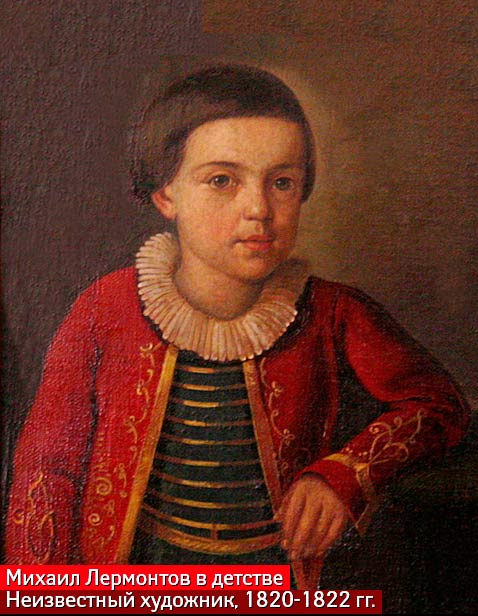 Михаил Лермонтов в детстве
Неизвестный художник, 1820-1822 гг.